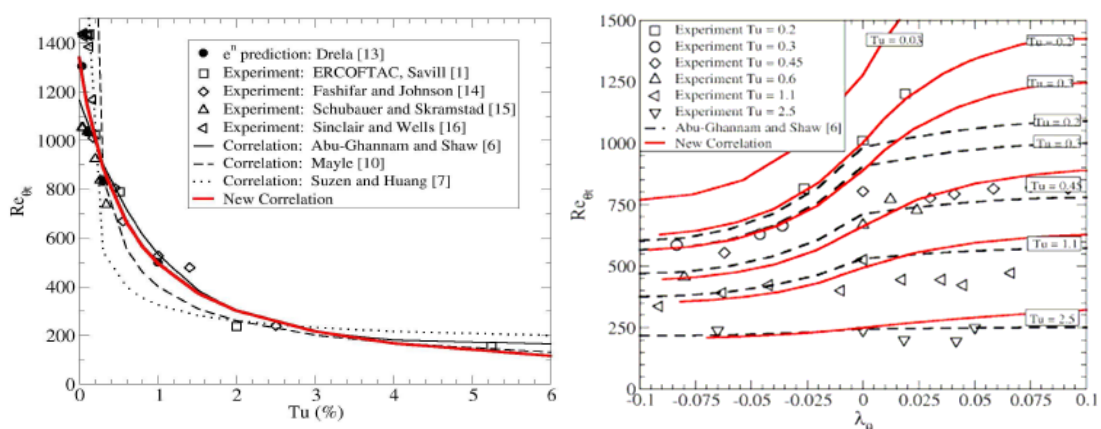 1400
1200
1000
800
600
400
200
0
Re_θt
0
1
2
3
4
5
6
Tu (%)
e^n prediction: Drela [13]
Experiment: ERCOFTAC, Savill [1]
Experiment: Fashifar and Johnson [14]
Experiment: Schubauer and Skramstad [15]
Experiment: Sinclair and Wells [16]
Correlation: Abu-Ghannam and Shaw [6]
Correlation: Mayle [10]
Correlation: Suzen and Huang [7]
New Correlation
1500
1250
1000
750
500
250
0
Re_θt
-0.1
-0.075
-0.05
-0.025
0
0.025
0.05
0.075
0.1
λ_θ
Experiment Tu = 0.2
Experiment Tu = 0.3
Experiment Tu = 0.45
Experiment Tu = 0.6
Experiment Tu = 1.1
Experiment Tu = 2.5
Abu-Ghannam and Shaw [6]
New Correlation
Tu = 0.03
Tu = 0.2
Tu = 0.3
Tu = 0.2
Tu = 0.3
Tu = 0.45
Tu = 1.1
Tu = 2.5